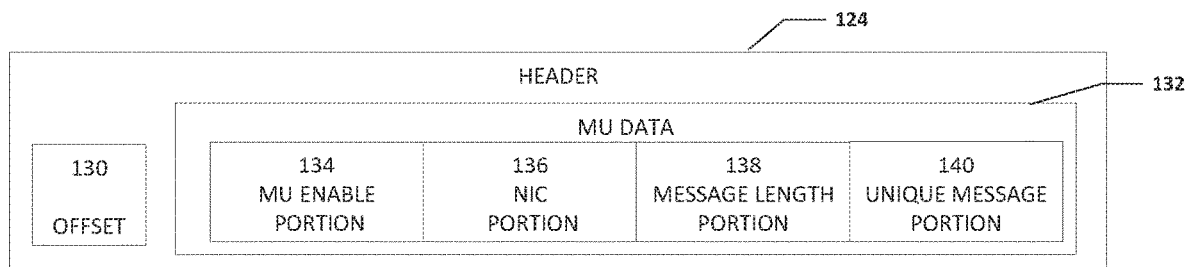 124
HEADER
132
MU DATA
130
OFFSET
134
MU ENABLE
PORTION
136
NIC
PORTION
138
MESSAGE LENGTH
PORTION
140
UNIQUE MESSAGE
PORTION